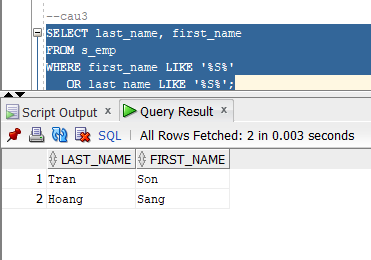 --cau3
SELECT last_name, first_name
FROM s_emp
WHERE first_name LIKE '%S%'
OR last_name LIKE '%S%';
Script Output x Query Result x
SQL | All Rows Fetched: 2 in 0.003 seconds
LAST_NAME FIRST_NAME
1 Tran Son
2 Hoang Sang